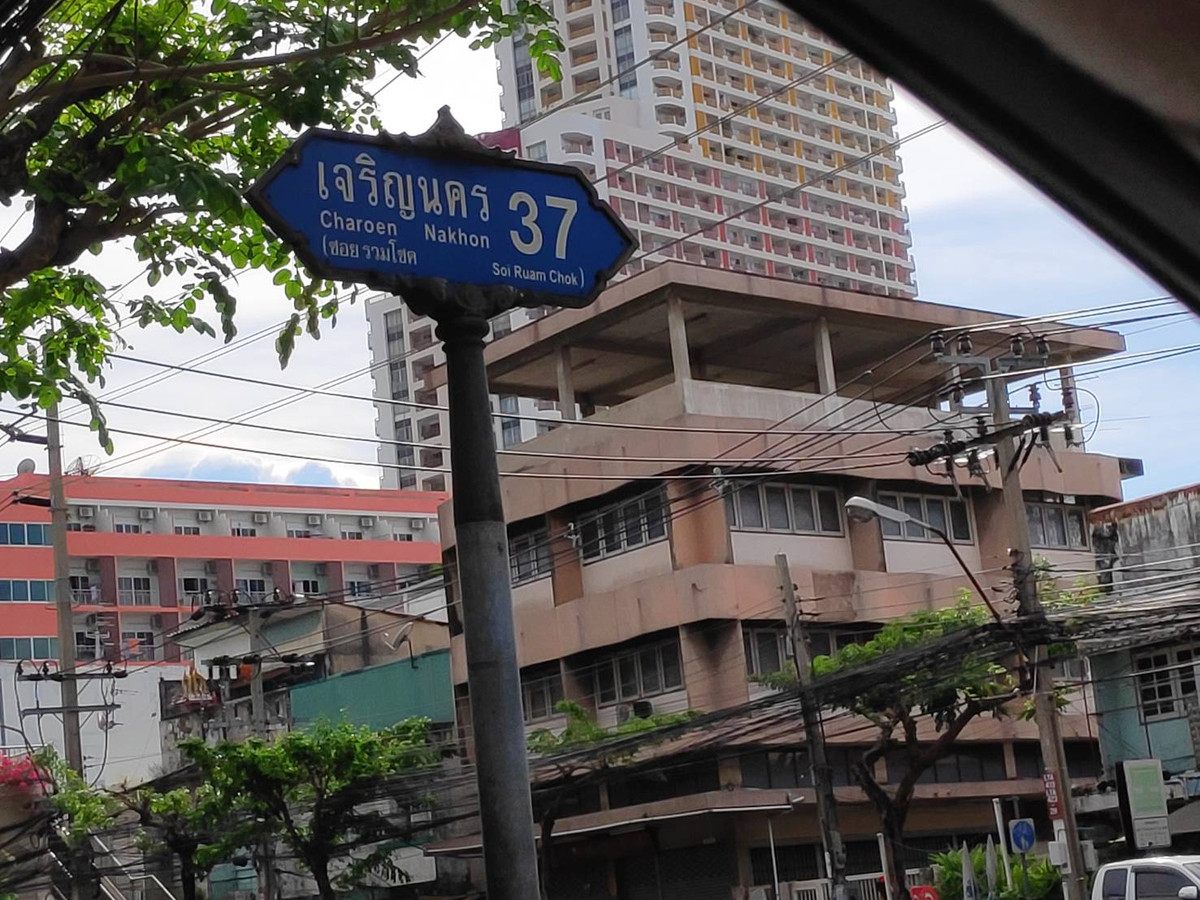 เจริญนคร 37
Charoen Nakhon
(ซอย รวมโชค Soi Ruam Chok)